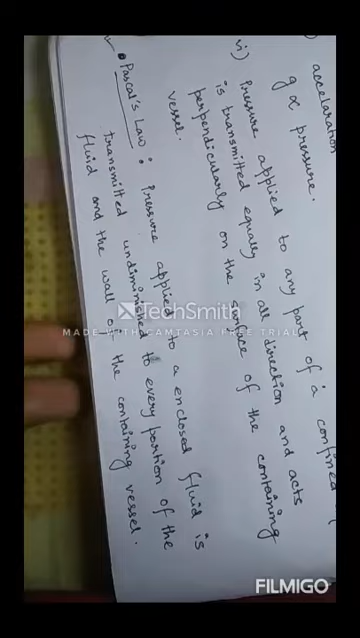 ) accelaration
g ∝ pressure.
vi) Pressure applied to any part of a confined
is transmitted equally in all direction and acts
perpendicularly on the surface of the containing
vessel.
• Pascal's Law : Pressure applied to a enclosed fluid is
transmitted undiminished to every portion of the
fluid and the wall of the containing vessel.
TechSmith
MADE WITH CAMTASIA FREE TRIAL
FILMIGO